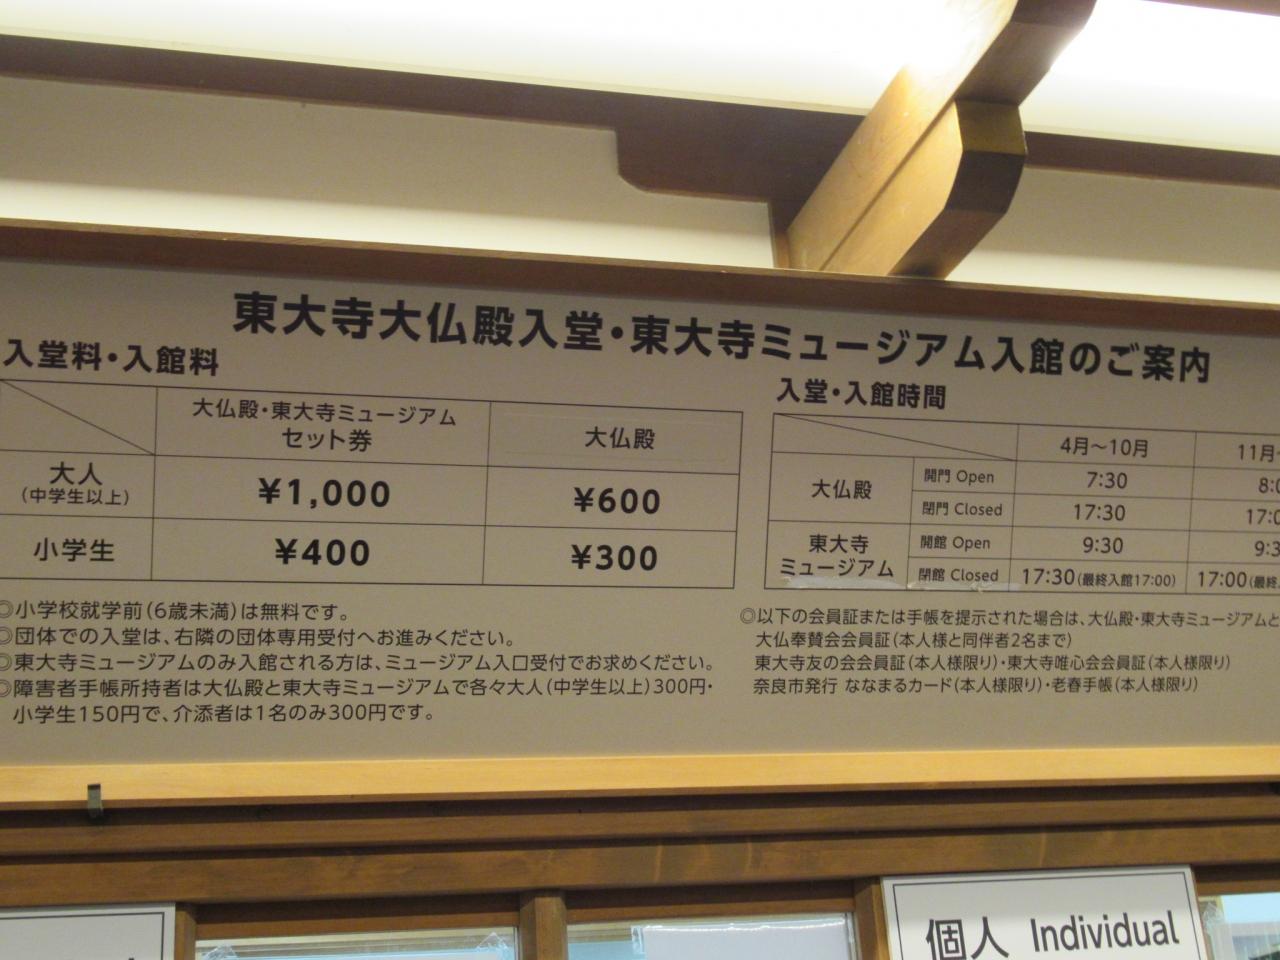 東大寺大仏殿入堂・東大寺ミュージアム入館のご案内
入堂料・入館料
大仏殿・東大寺ミュージアム
セット券
大仏殿
大人
(中学生以上)
¥1,000
¥600
小学生
¥400
¥300
◎小学校就学前(6歳未満)は無料です。
◎団体での入堂は、右隣の団体専用受付へお進みください。
◎東大寺ミュージアムのみ入館される方は、ミュージアム入口受付でお求めください。
◎障害者手帳所持者は大仏殿と東大寺ミュージアムで各々大人(中学生以上)300円・
小学生150円で、介添者は1名のみ300円です。
入堂・入館時間
4月～10月
11月
大仏殿
開門 Open
7:30
8:0
閉門 Closed
17:30
17:0
東大寺
ミュージアム
開館 Open
9:30
9:3
閉館 Closed
17:30(最終入館17:00)
17:00(最終
◎以下の会員証または手帳を提示された場合は、大仏殿・東大寺ミュージアムと
大仏奉賛会会員証(本人様と同伴者2名まで)
東大寺友の会会員証(本人様限り)・東大寺唯心会会員証(本人様限り)
奈良市発行 ななまるカード(本人様限り)・老春手帳(本人様限り)
個人 Individual